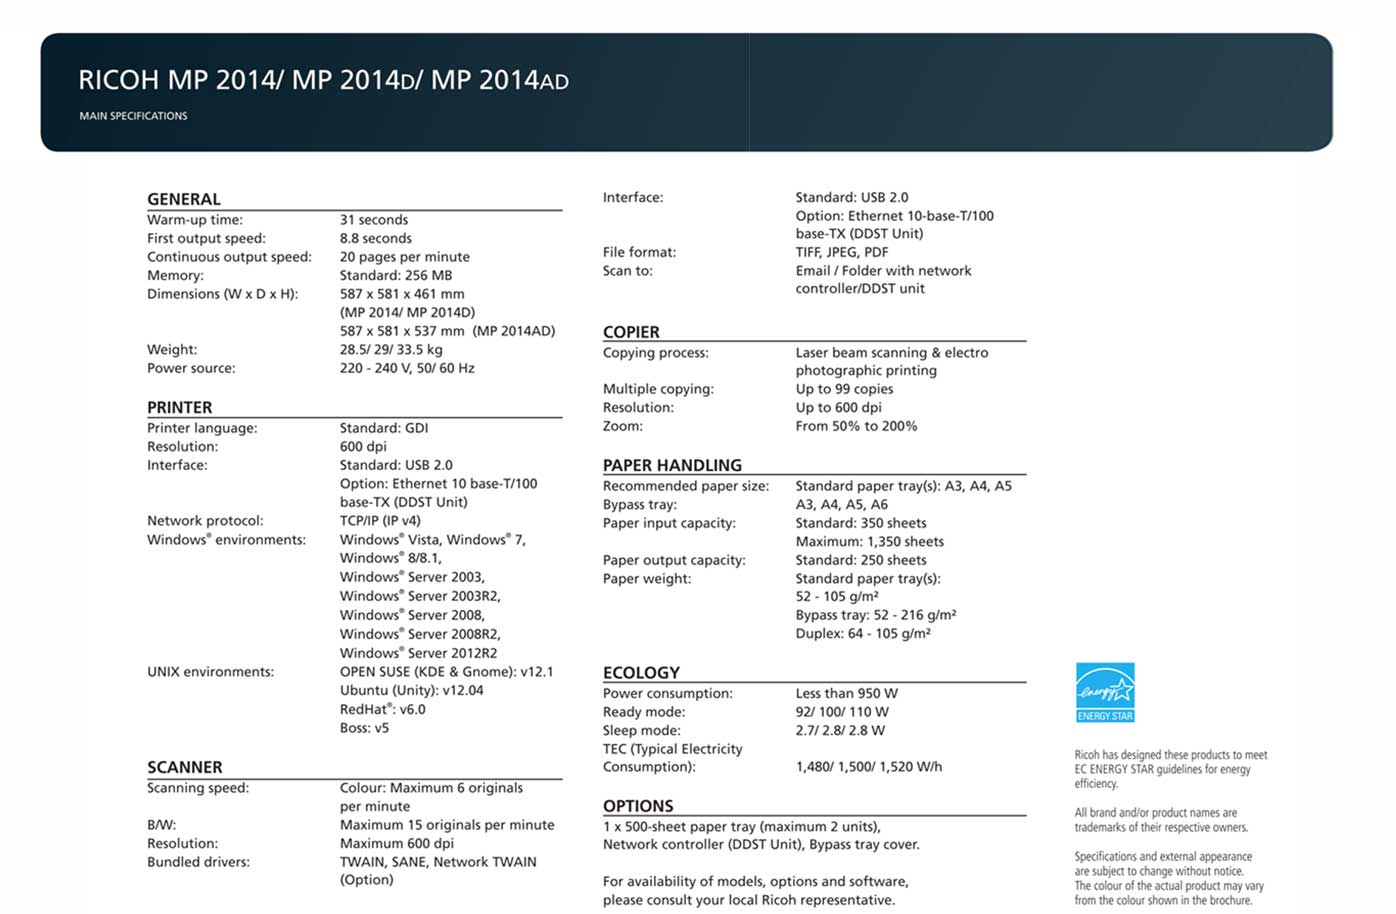 RICOH MP 2014/ MP 2014D/ MP 2014AD
MAIN SPECIFICATIONS
GENERAL
Warm-up time: 31 seconds
First output speed: 8.8 seconds
Continuous output speed: 20 pages per minute
Memory: Standard: 256 MB
Dimensions (W x D x H): 587 x 581 x 461 mm
(MP 2014/ MP 2014D)
587 x 581 x 537 mm (MP 2014AD)
Weight: 28.5/ 29/ 33.5 kg
Power source: 220 - 240 V, 50/ 60 Hz
PRINTER
Printer language: Standard: GDI
Resolution: 600 dpi
Interface: Standard: USB 2.0
Option: Ethernet 10 base-T/100
base-TX (DDST Unit)
Network protocol: TCP/IP (IP v4)
Windows® environments: Windows® Vista, Windows® 7,
Windows® 8/8.1,
Windows® Server 2003,
Windows® Server 2003R2,
Windows® Server 2008,
Windows® Server 2008R2,
Windows® Server 2012R2
UNIX environments: OPEN SUSE (KDE & Gnome): v12.1
Ubuntu (Unity): v12.04
RedHat®: v6.0
Boss: v5
SCANNER
Scanning speed: Colour: Maximum 6 originals
per minute
B/W: Maximum 15 originals per minute
Resolution: Maximum 600 dpi
Bundled drivers: TWAIN, SANE, Network TWAIN
(Option)
Interface: Standard: USB 2.0
Option: Ethernet 10-base-T/100
base-TX (DDST Unit)
File format: TIFF, JPEG, PDF
Scan to: Email / Folder with network
controller/DDST unit
COPIER
Copying process: Laser beam scanning & electro
photographic printing
Multiple copying: Up to 99 copies
Resolution: Up to 600 dpi
Zoom: From 50% to 200%
PAPER HANDLING
Recommended paper size: Standard paper tray(s): A3, A4, A5
Bypass tray: A3, A4, A5, A6
Paper input capacity: Standard: 350 sheets
Maximum: 1,350 sheets
Paper output capacity: Standard: 250 sheets
Paper weight: Standard paper tray(s):
52 - 105 g/m²
Bypass tray: 52 - 216 g/m²
Duplex: 64 - 105 g/m²
ECOLOGY
Power consumption: Less than 950 W
Ready mode: 92/ 100/ 110 W
Sleep mode: 2.7/ 2.8/ 2.8 W
TEC (Typical Electricity
Consumption): 1,480/ 1,500/ 1,520 W/h
OPTIONS
1 x 500-sheet paper tray (maximum 2 units),
Network controller (DDST Unit), Bypass tray cover.
For availability of models, options and software,
please consult your local Ricoh representative.
energy
ENERGY STAR
Ricoh has designed these products to meet
EC ENERGY STAR guidelines for energy
efficiency.
All brand and/or product names are
trademarks of their respective owners.
Specifications and external appearance
are subject to change without notice.
The colour of the actual product may vary
from the colour shown in the brochure.